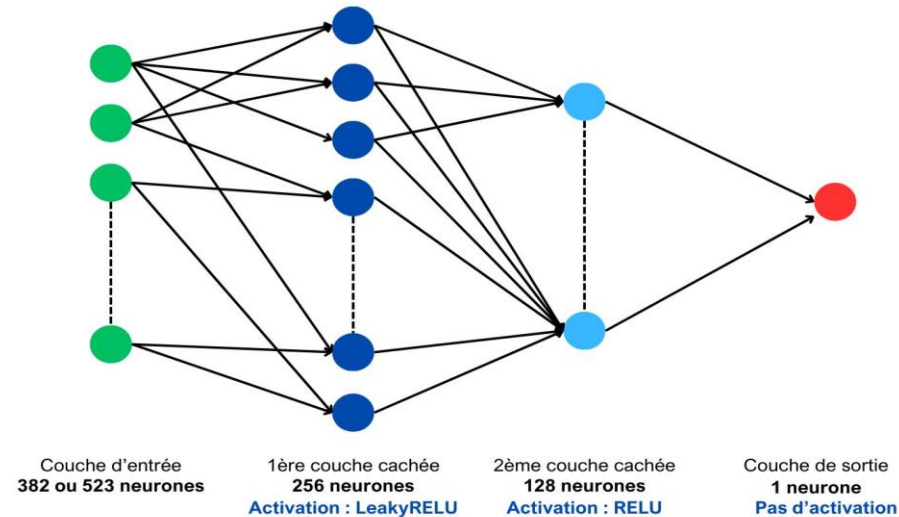 Couche d'entrée
382 ou 523 neurones
1ère couche cachée
256 neurones
Activation : LeakyRELU
2ème couche cachée
128 neurones
Activation : RELU
Couche de sortie
1 neurone
Pas d'activation